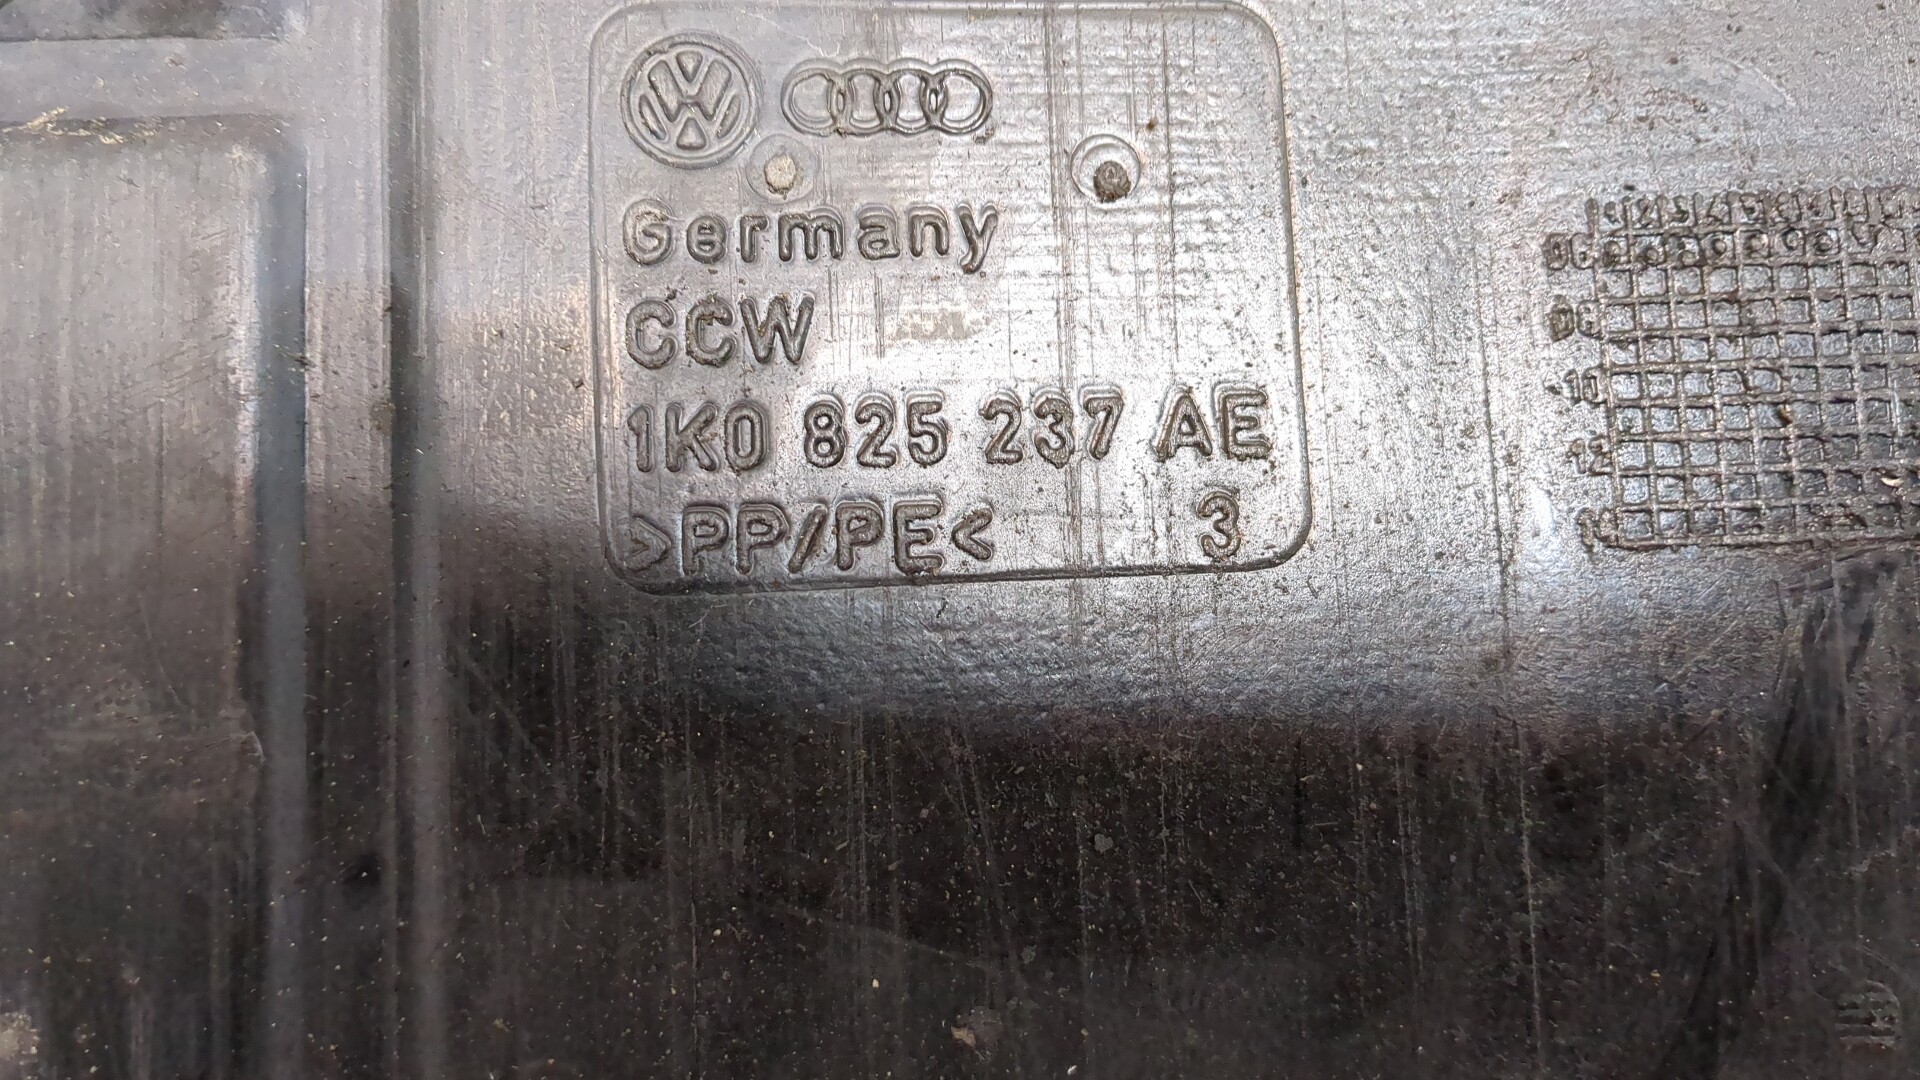 Germany
CCW
1K0 825 237 AE
>PP/PE< 3